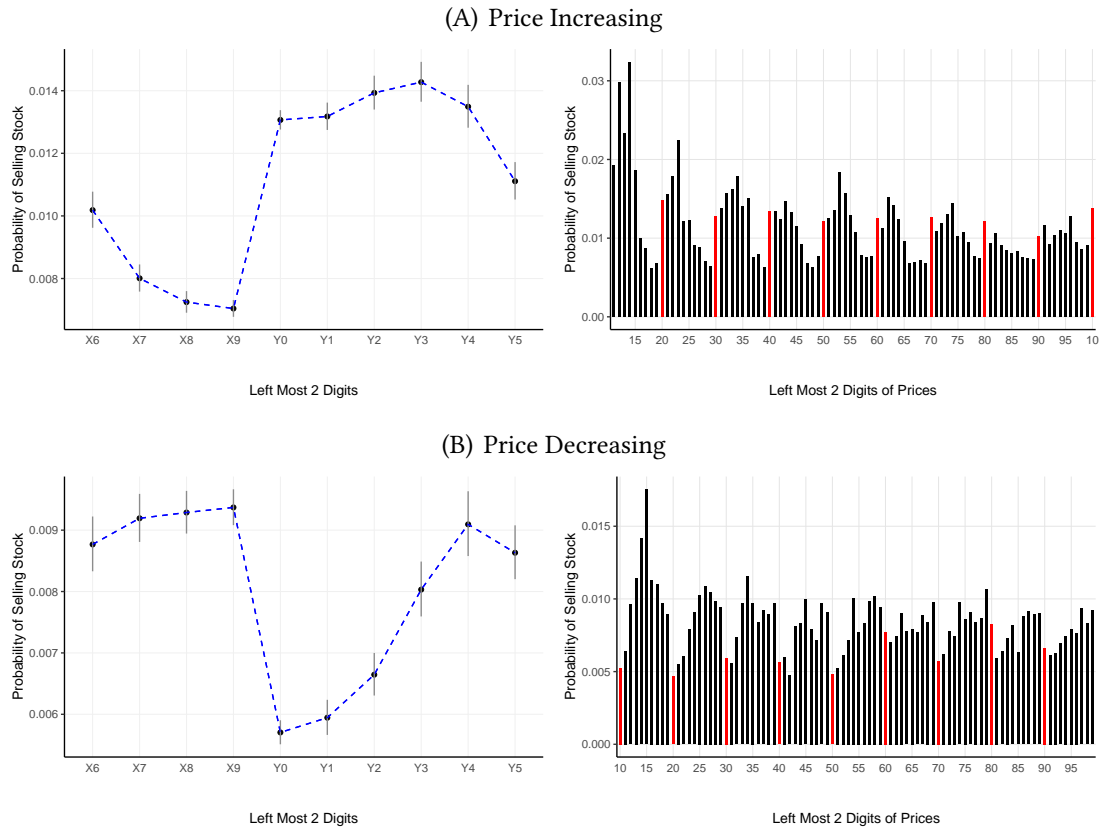 (A) Price Increasing
Probability of Selling Stock
0.014
0.012
0.010
0.008
X6 X7 X8 X9 Y0 Y1 Y2 Y3 Y4 Y5
Left Most 2 Digits
Probability of Selling Stock
0.03
0.02
0.01
0.00
15 20 25 30 35 40 45 50 55 60 65 70 75 80 85 90 95 10
Left Most 2 Digits of Prices
(B) Price Decreasing
Probability of Selling Stock
0.009
0.008
0.007
0.006
X6 X7 X8 X9 Y0 Y1 Y2 Y3 Y4 Y5
Left Most 2 Digits
Probability of Selling Stock
0.015
0.010
0.005
0.000
10 15 20 25 30 35 40 45 50 55 60 65 70 75 80 85 90 95
Left Most 2 Digits of Prices